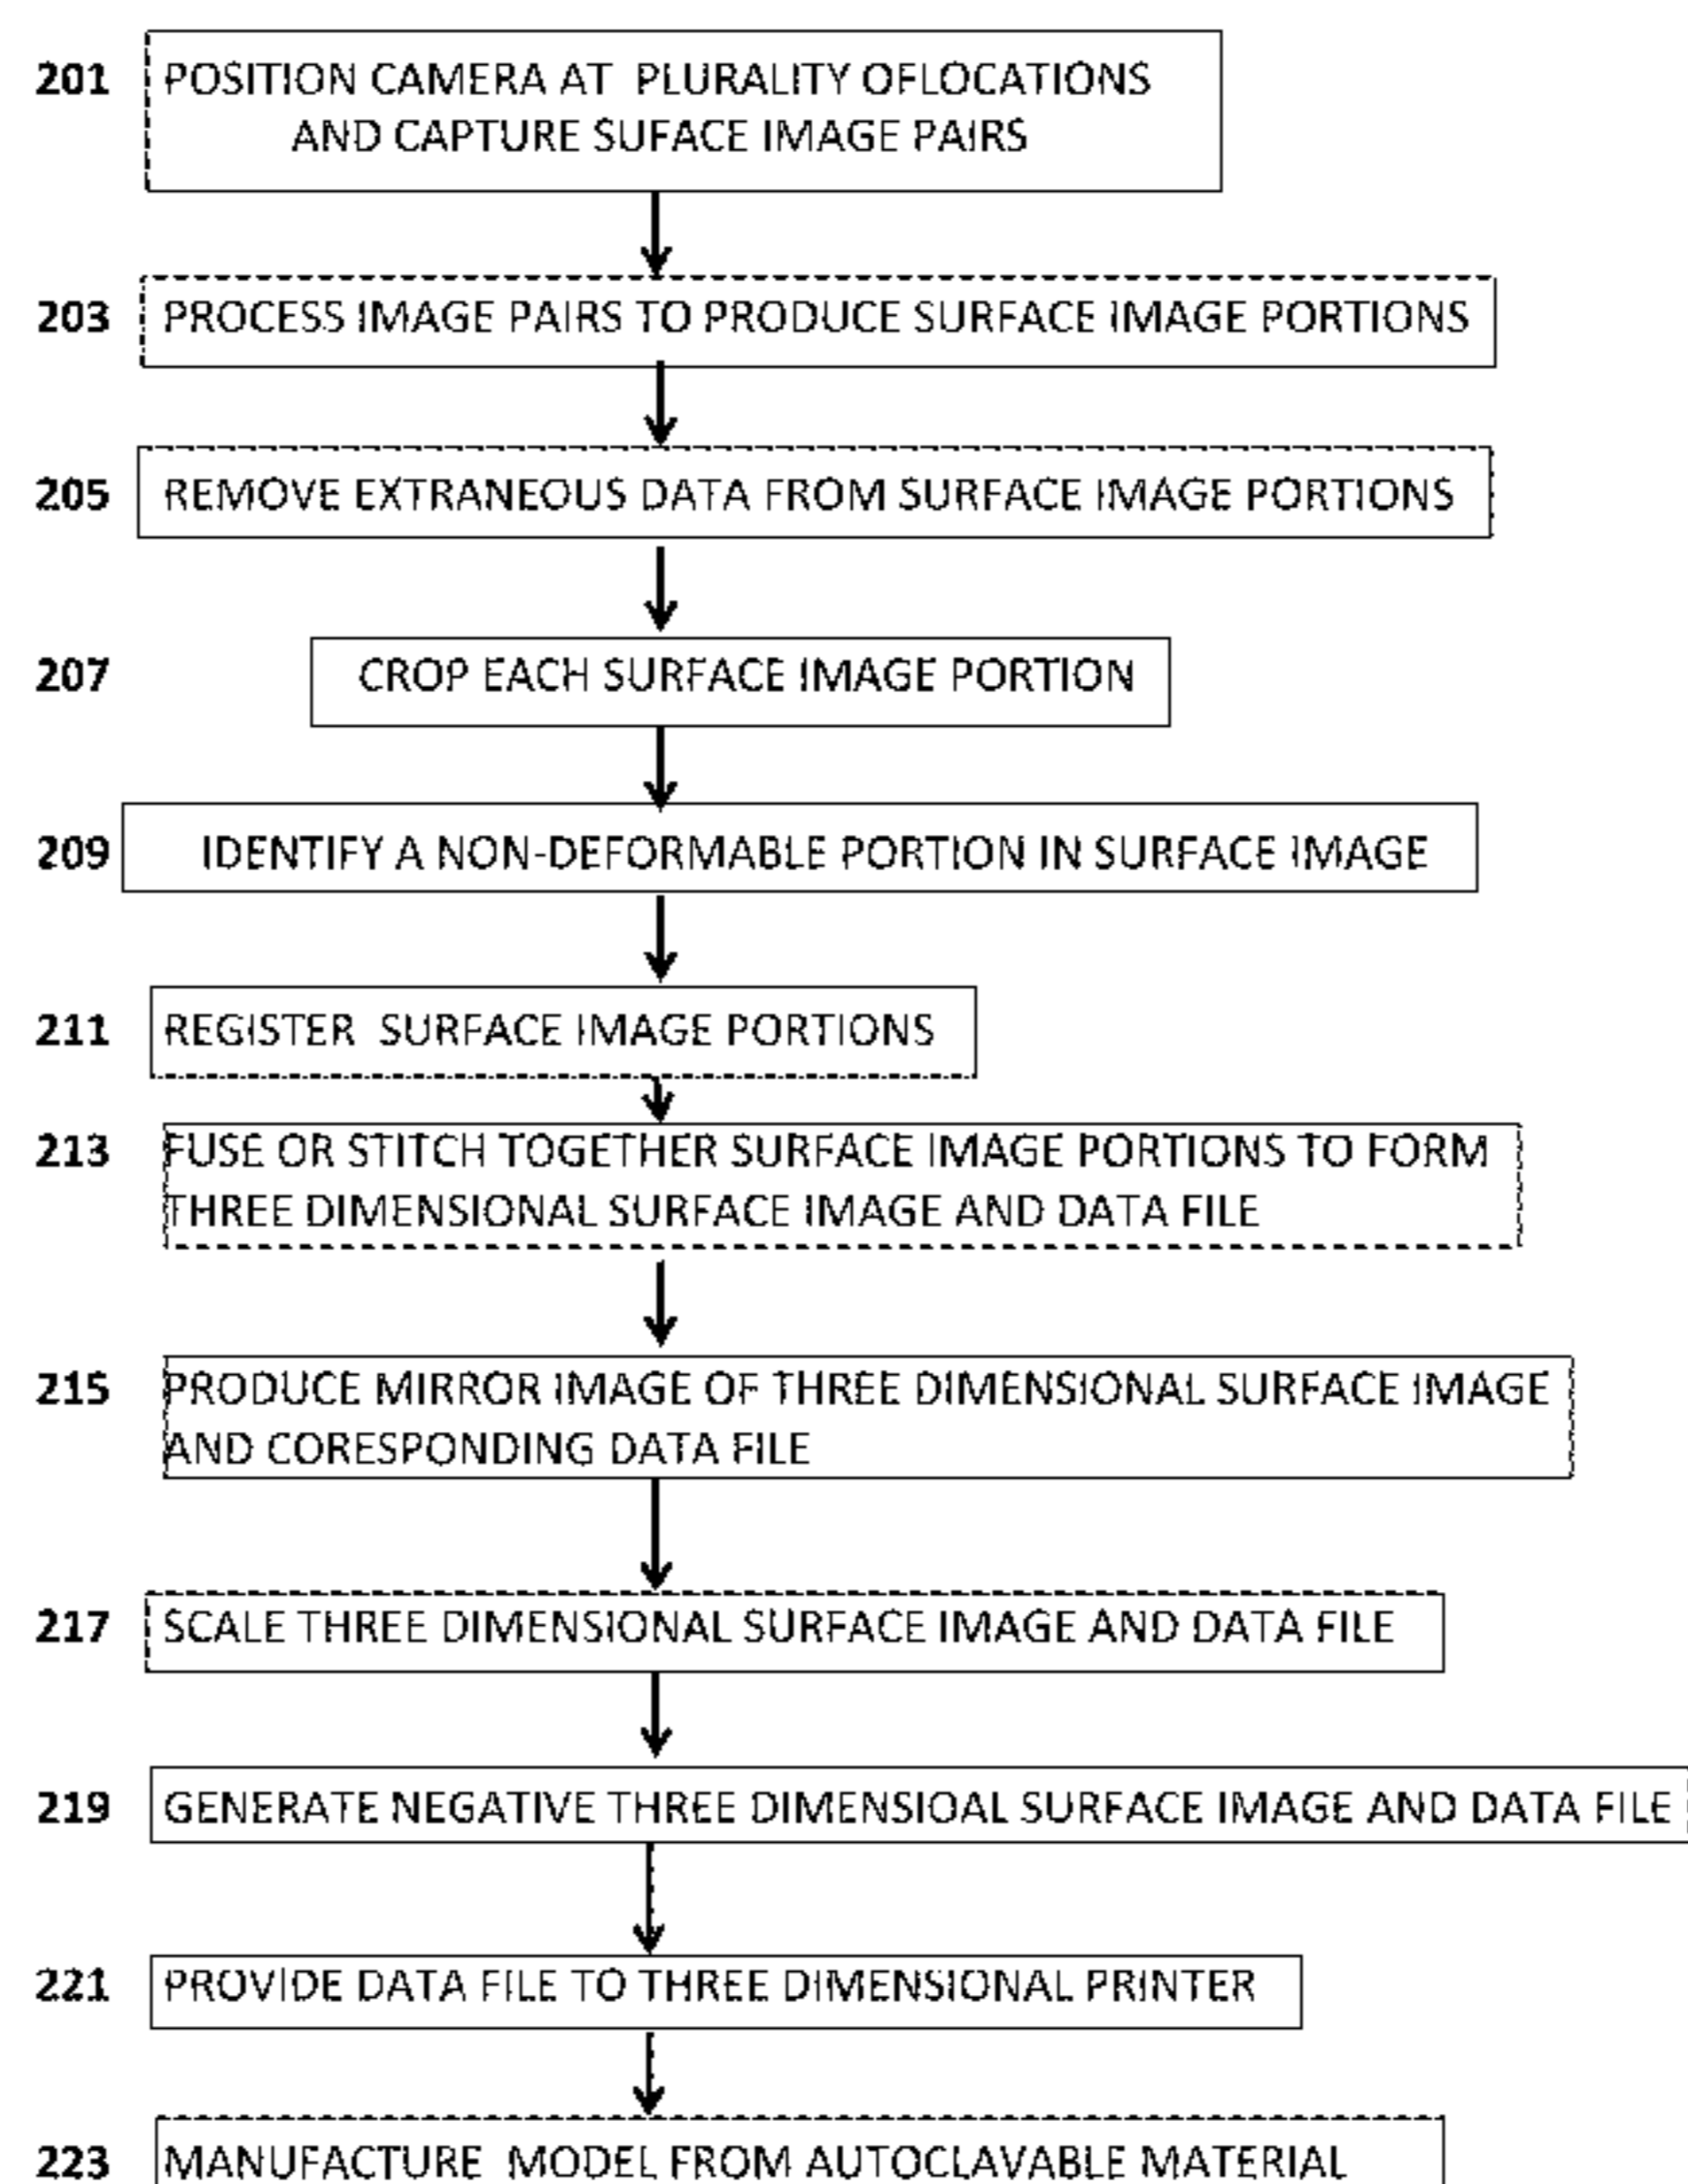 201 POSITION CAMERA AT PLURALITY OFLOCATIONS
AND CAPTURE SUFACE IMAGE PAIRS
203 PROCESS IMAGE PAIRS TO PRODUCE SURFACE IMAGE PORTIONS
205 REMOVE EXTRANEOUS DATA FROM SURFACE IMAGE PORTIONS
207 CROP EACH SURFACE IMAGE PORTION
209 IDENTIFY A NON-DEFORMABLE PORTION IN SURFACE IMAGE
211 REGISTER SURFACE IMAGE PORTIONS
213 FUSE OR STITCH TOGETHER SURFACE IMAGE PORTIONS TO FORM
THREE DIMENSIONAL SURFACE IMAGE AND DATA FILE
215 PRODUCE MIRROR IMAGE OF THREE DIMENSIONAL SURFACE IMAGE
AND CORESPONDING DATA FILE
217 SCALE THREE DIMENSIONAL SURFACE IMAGE AND DATA FILE
219 GENERATE NEGATIVE THREE DIMENSIOAL SURFACE IMAGE AND DATA FILE
221 PROVIDE DATA FILE TO THREE DIMENSIONAL PRINTER
223 MANUFACTURE MODEL FROM AUTOCLAVABLE MATERIAL